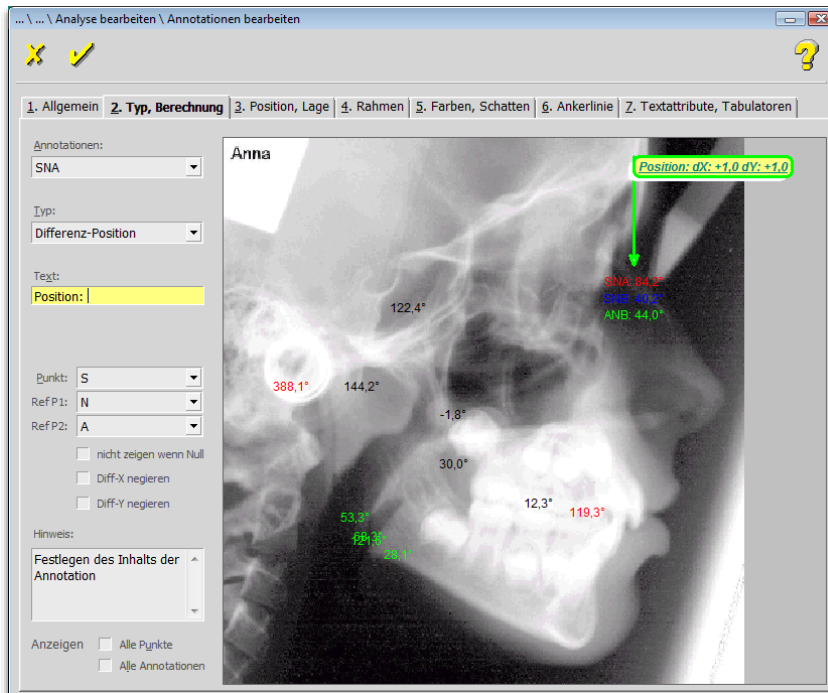 ... \ ... \ Analyse bearbeiten \ Annotationen bearbeiten
1. Allgemein
2. Typ, Berechnung
3. Position, Lage
4. Rahmen
5. Farben, Schatten
6. Ankerlinie
7. Textattribute, Tabulatoren
Annotationen:
SNA
Typ:
Differenz-Position
Text:
Position:
Punkt: S
Ref P1: N
Ref P2: A
nicht zeigen wenn Null
Diff-X negieren
Diff-Y negieren
Hinweis:
Festlegen des Inhalts der
Annotation
Anzeigen
Alle Punkte
Alle Annotationen
Anna
Position: dX: +1,0 dY: +1,0
SNA: 84,2°
SNB: 40,2°
ANB: 44,0°
122,4°
388,1°
144,2°
-1,8°
30,0°
12,3°
119,3°
53,3°
28,1°